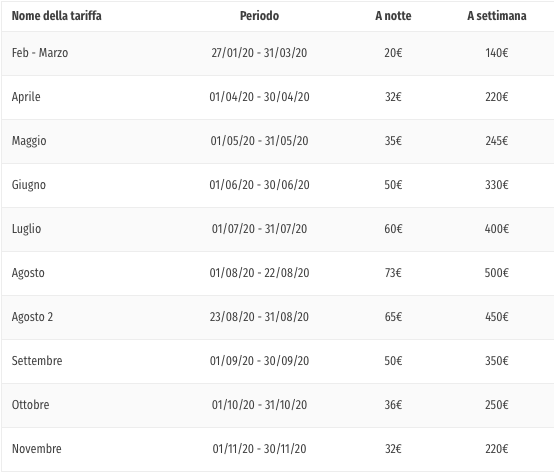 Nome della tariffa Periodo A notte A settimana
Feb - Marzo 27/01/20 - 31/03/20 20€ 140€
Aprile 01/04/20 - 30/04/20 32€ 220€
Maggio 01/05/20 - 31/05/20 35€ 245€
Giugno 01/06/20 - 30/06/20 50€ 330€
Luglio 01/07/20 - 31/07/20 60€ 400€
Agosto 01/08/20 - 22/08/20 73€ 500€
Agosto 2 23/08/20 - 31/08/20 65€ 450€
Settembre 01/09/20 - 30/09/20 50€ 350€
Ottobre 01/10/20 - 31/10/20 36€ 250€
Novembre 01/11/20 - 30/11/20 32€ 220€